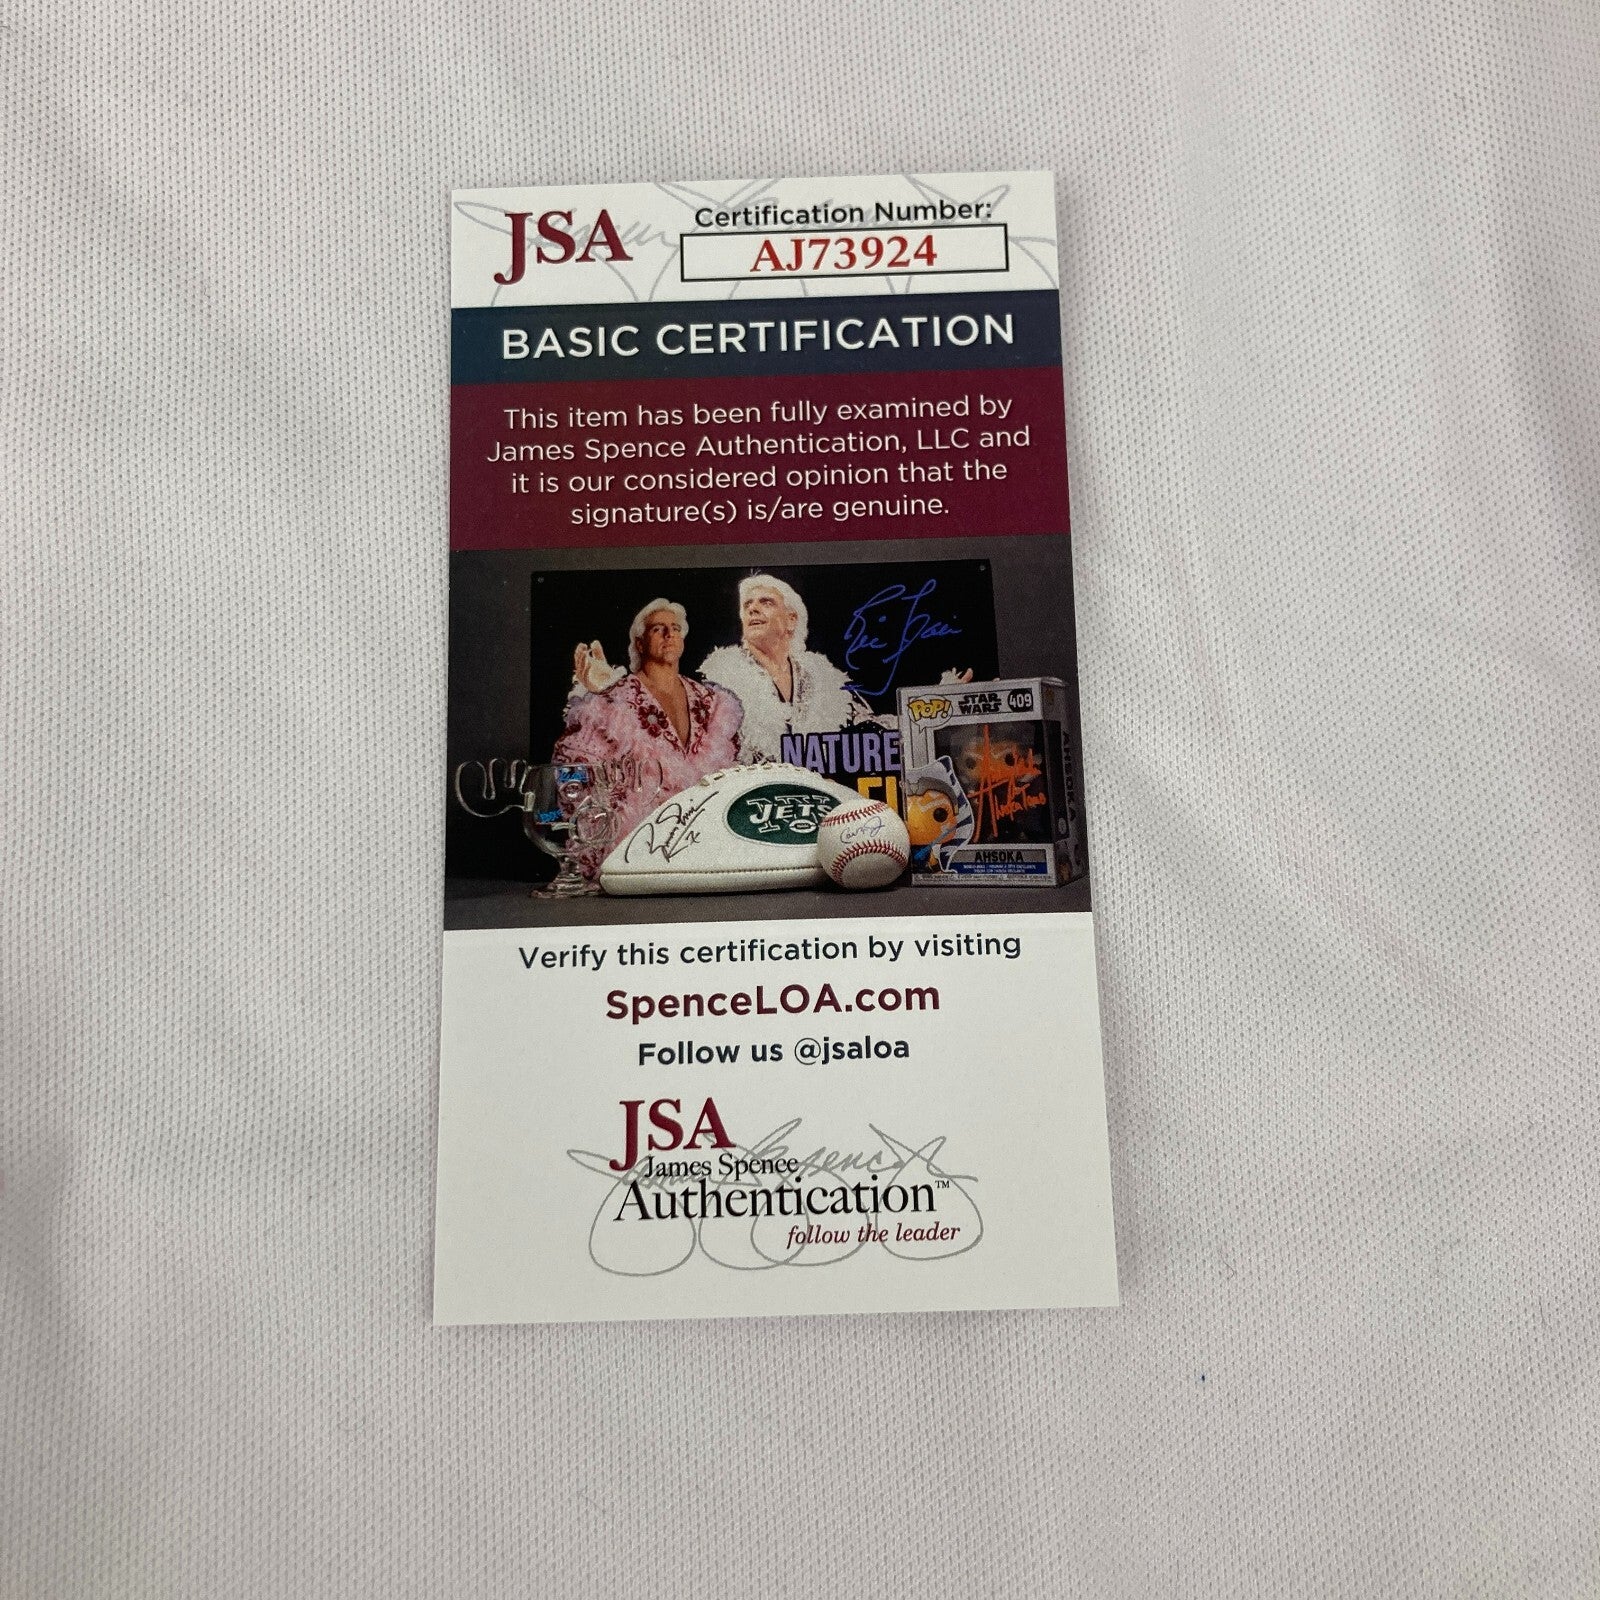 JSA
Certification Number:
AJ73924
BASIC CERTIFICATION
This item has been fully examined by
James Spence Authentication, LLC and
it is our considered opinion that the
signature(s) is/are genuine.
NATURE
POP!
STAR
WARS
409
JETS
AHSOKA
AHSOKA
Verify this certification by visiting
SpenceLOA.com
Follow us @jsaloa
JSA
James Spence
Authentication™
follow the leader